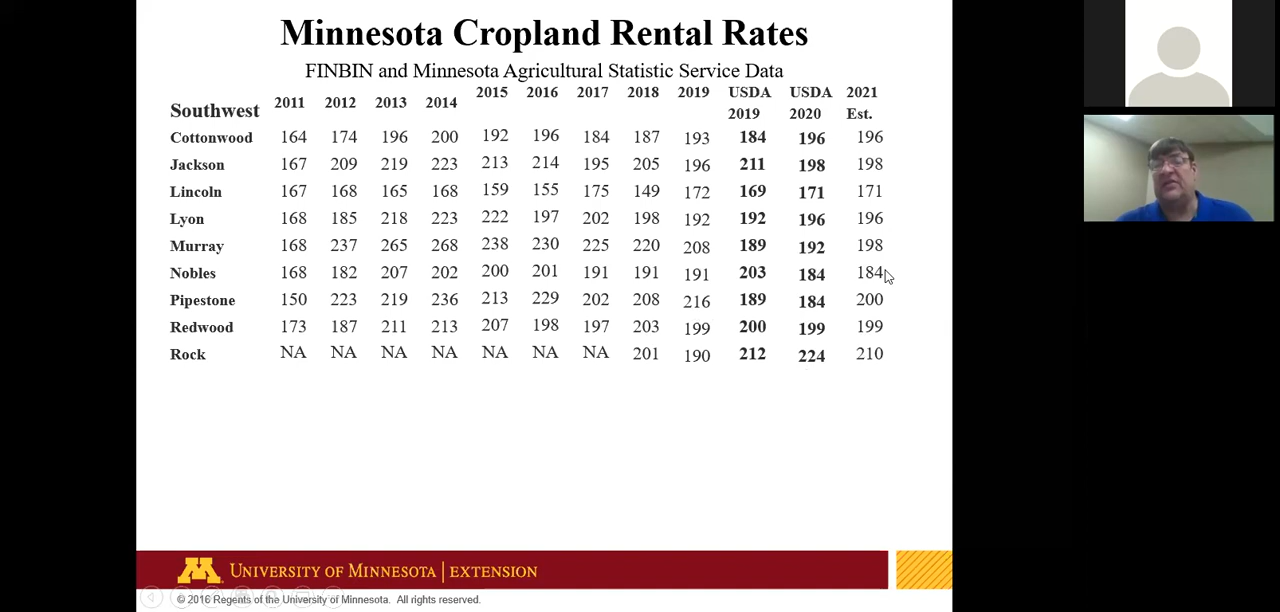 Minnesota Cropland Rental Rates
FINBIN and Minnesota Agricultural Statistic Service Data
Southwest 2011 2012 2013 2014 2015 2016 2017 2018 2019 USDA 2019 USDA 2020 2021 Est.
Cottonwood 164 174 196 200 192 196 184 187 193 184 196 196
Jackson 167 209 219 223 213 214 195 205 196 211 198 198
Lincoln 167 168 165 168 159 155 175 149 172 169 171 171
Lyon 168 185 218 223 222 197 202 198 192 192 196 196
Murray 168 237 265 268 238 230 225 220 208 189 192 198
Nobles 168 182 207 202 200 201 191 191 191 203 184 184
Pipestone 150 223 219 236 213 229 202 208 216 189 184 200
Redwood 173 187 211 213 207 198 197 203 199 200 199 199
Rock NA NA NA NA NA NA NA 201 190 212 224 210
M UNIVERSITY OF MINNESOTA | EXTENSION
© 2016 Regents of the University of Minnesota. All rights reserved.